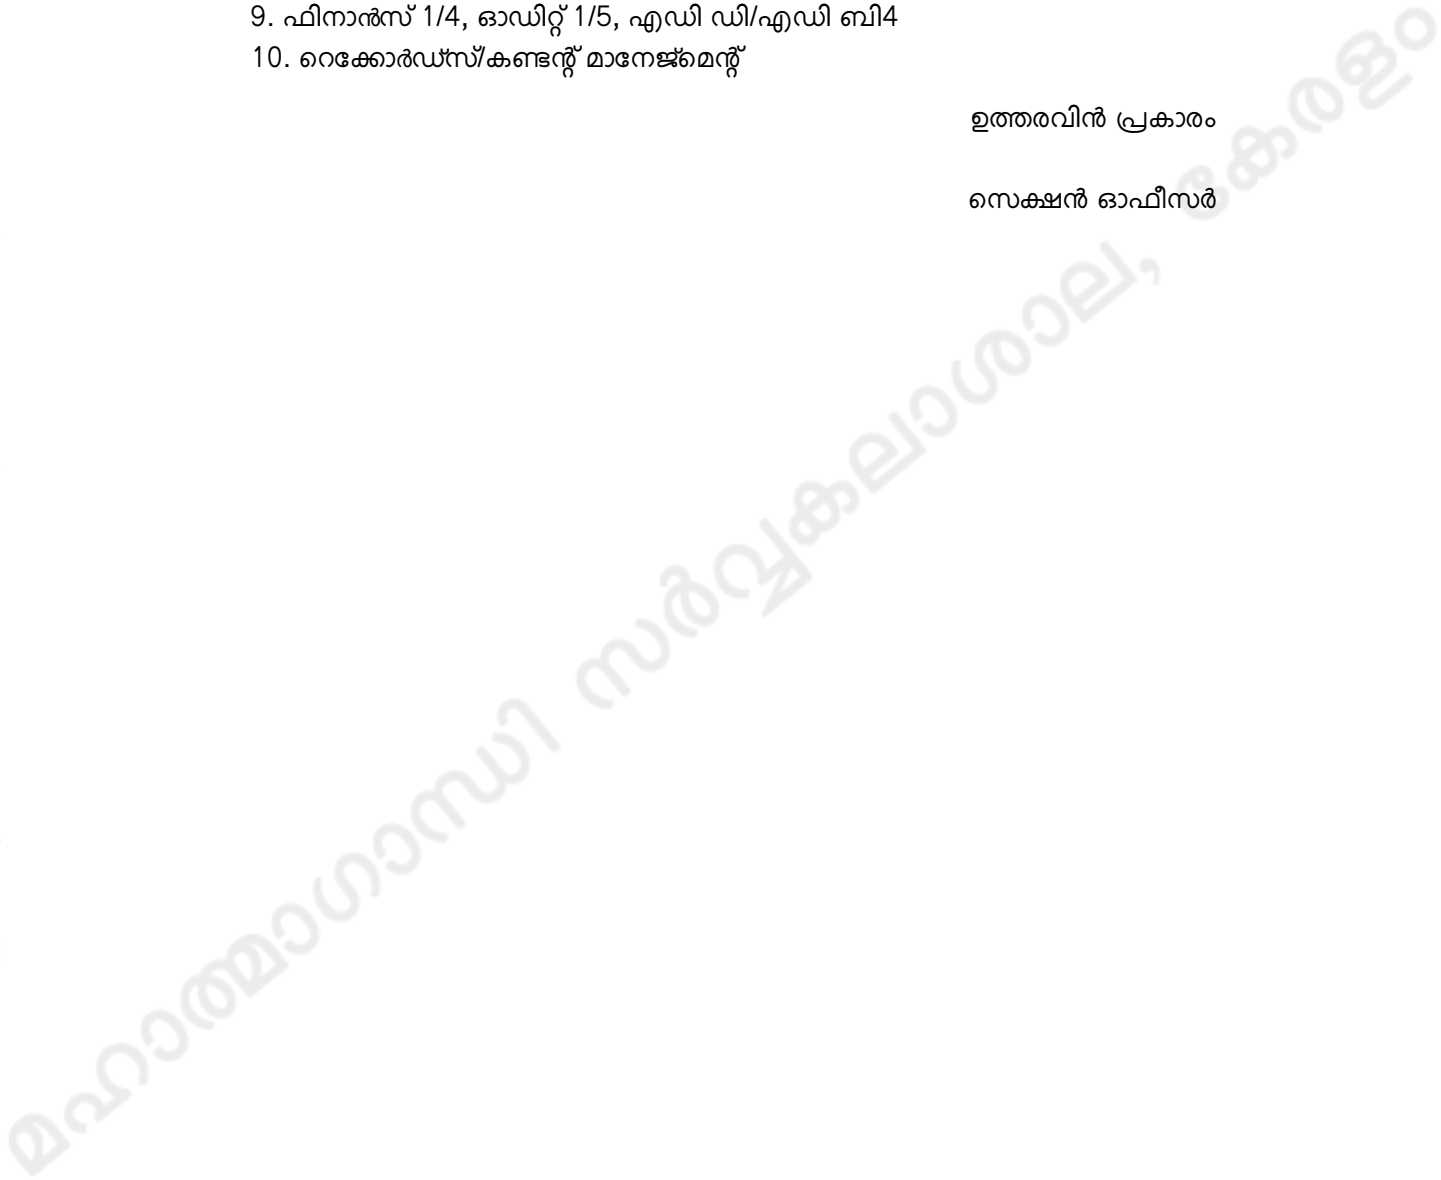 9. ഫിനാൻസ് 1/4, ഓഡിറ്റ് 1/5, എഡി ഡി/എഡി ബി4
10. റെക്കോർഡ്സ്/കണ്ടന്റ് മാനേജ്മെന്റ്
ഉത്തരവിൻ പ്രകാരം
സെക്ഷൻ ഓഫീസർ
മഹാത്മാഗാന്ധി സർവ്വകലാശാല, കേരളം